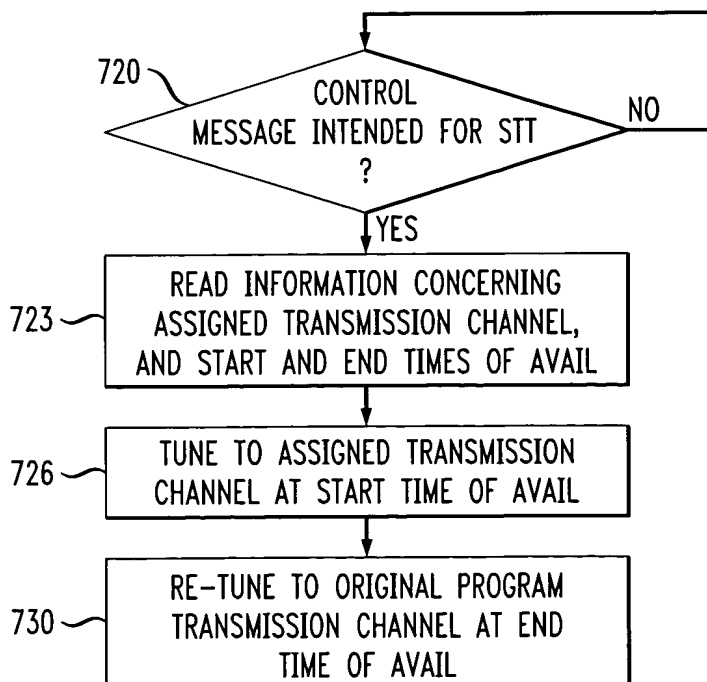 720
CONTROL
MESSAGE INTENDED FOR STT
?
NO
YES
723
READ INFORMATION CONCERNING
ASSIGNED TRANSMISSION CHANNEL,
AND START AND END TIMES OF AVAIL
726
TUNE TO ASSIGNED TRANSMISSION
CHANNEL AT START TIME OF AVAIL
730
RE-TUNE TO ORIGINAL PROGRAM
TRANSMISSION CHANNEL AT END
TIME OF AVAIL